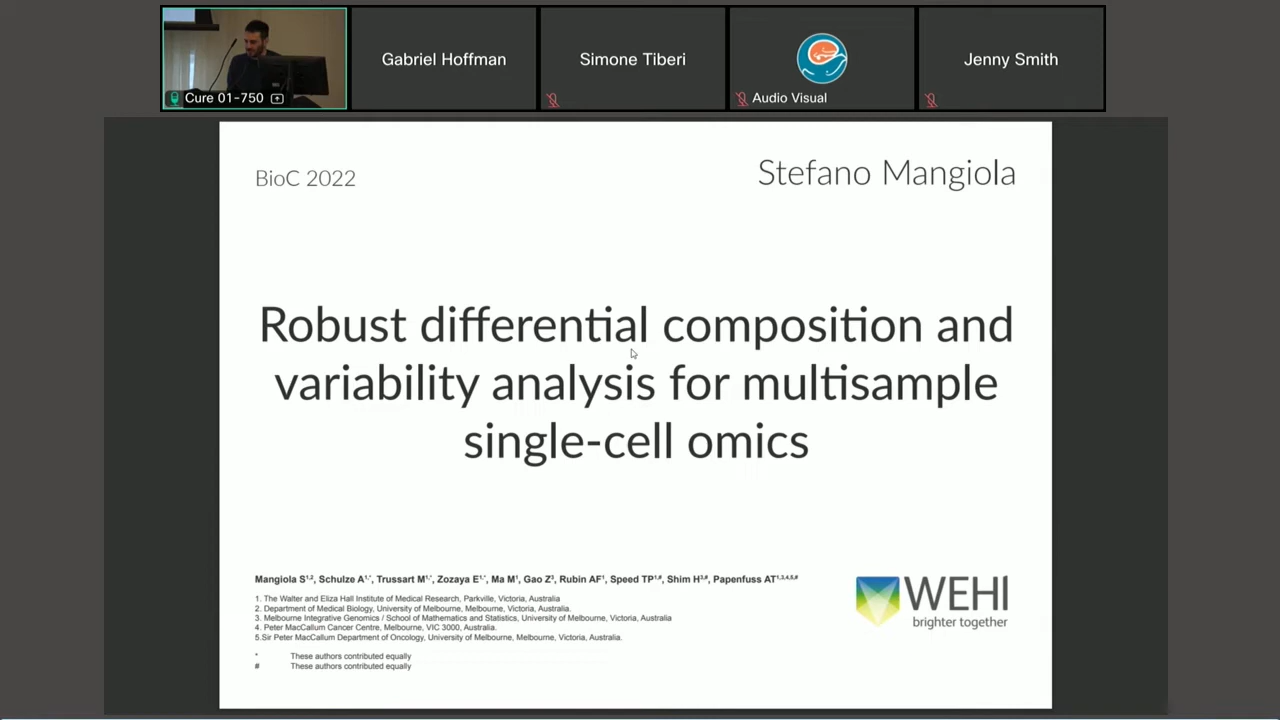 Cure 01-750
Gabriel Hoffman
Simone Tiberi
Audio Visual
Jenny Smith
BioC 2022
Stefano Mangiola
Robust differential composition and
variability analysis for multisample
single-cell omics
Mangiola S¹,², Schulze A¹,*, Trussart M¹,*, Zozaya E¹,*, Ma M¹, Gao Z³, Rubin AF¹, Speed TP¹,#, Shim H³,#, Papenfuss AT¹,³,⁴,⁵,#
1. The Walter and Eliza Hall Institute of Medical Research, Parkville, Victoria, Australia
2. Department of Medical Biology, University of Melbourne, Melbourne, Victoria, Australia.
3. Melbourne Integrative Genomics / School of Mathematics and Statistics, University of Melbourne, Victoria, Australia
4. Peter MacCallum Cancer Centre, Melbourne, VIC 3000, Australia.
5.Sir Peter MacCallum Department of Oncology, University of Melbourne, Melbourne, Victoria, Australia.
* These authors contributed equally
# These authors contributed equally
WEHI
brighter together